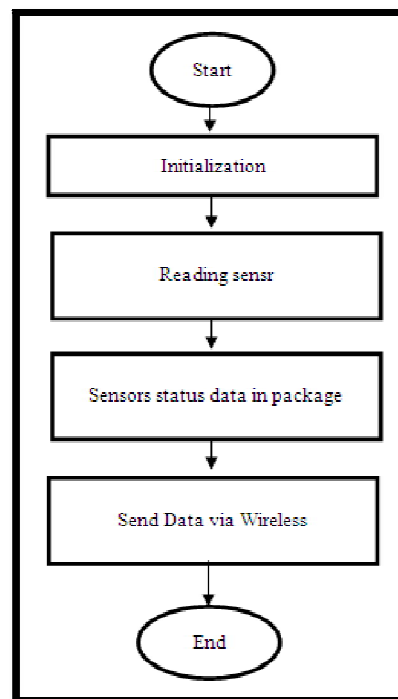 Start
Initialization
Reading sensr
Sensors status data in package
Send Data via Wireless
End